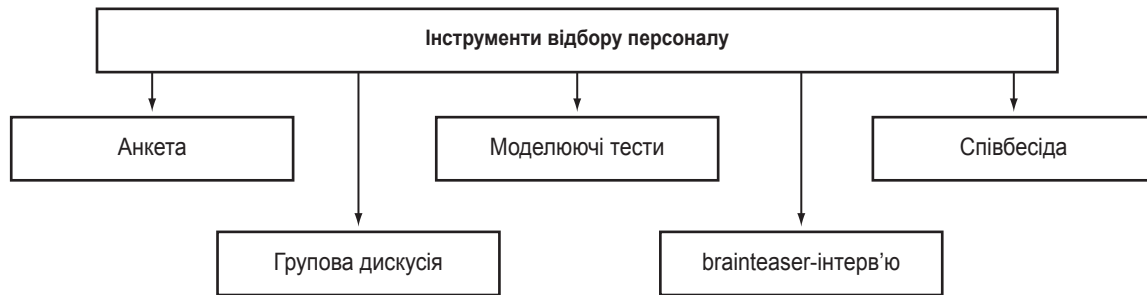 Інструменти відбору персоналу
Анкета
Моделюючі тести
Співбесіда
Групова дискусія
brainteaser-інтерв’ю